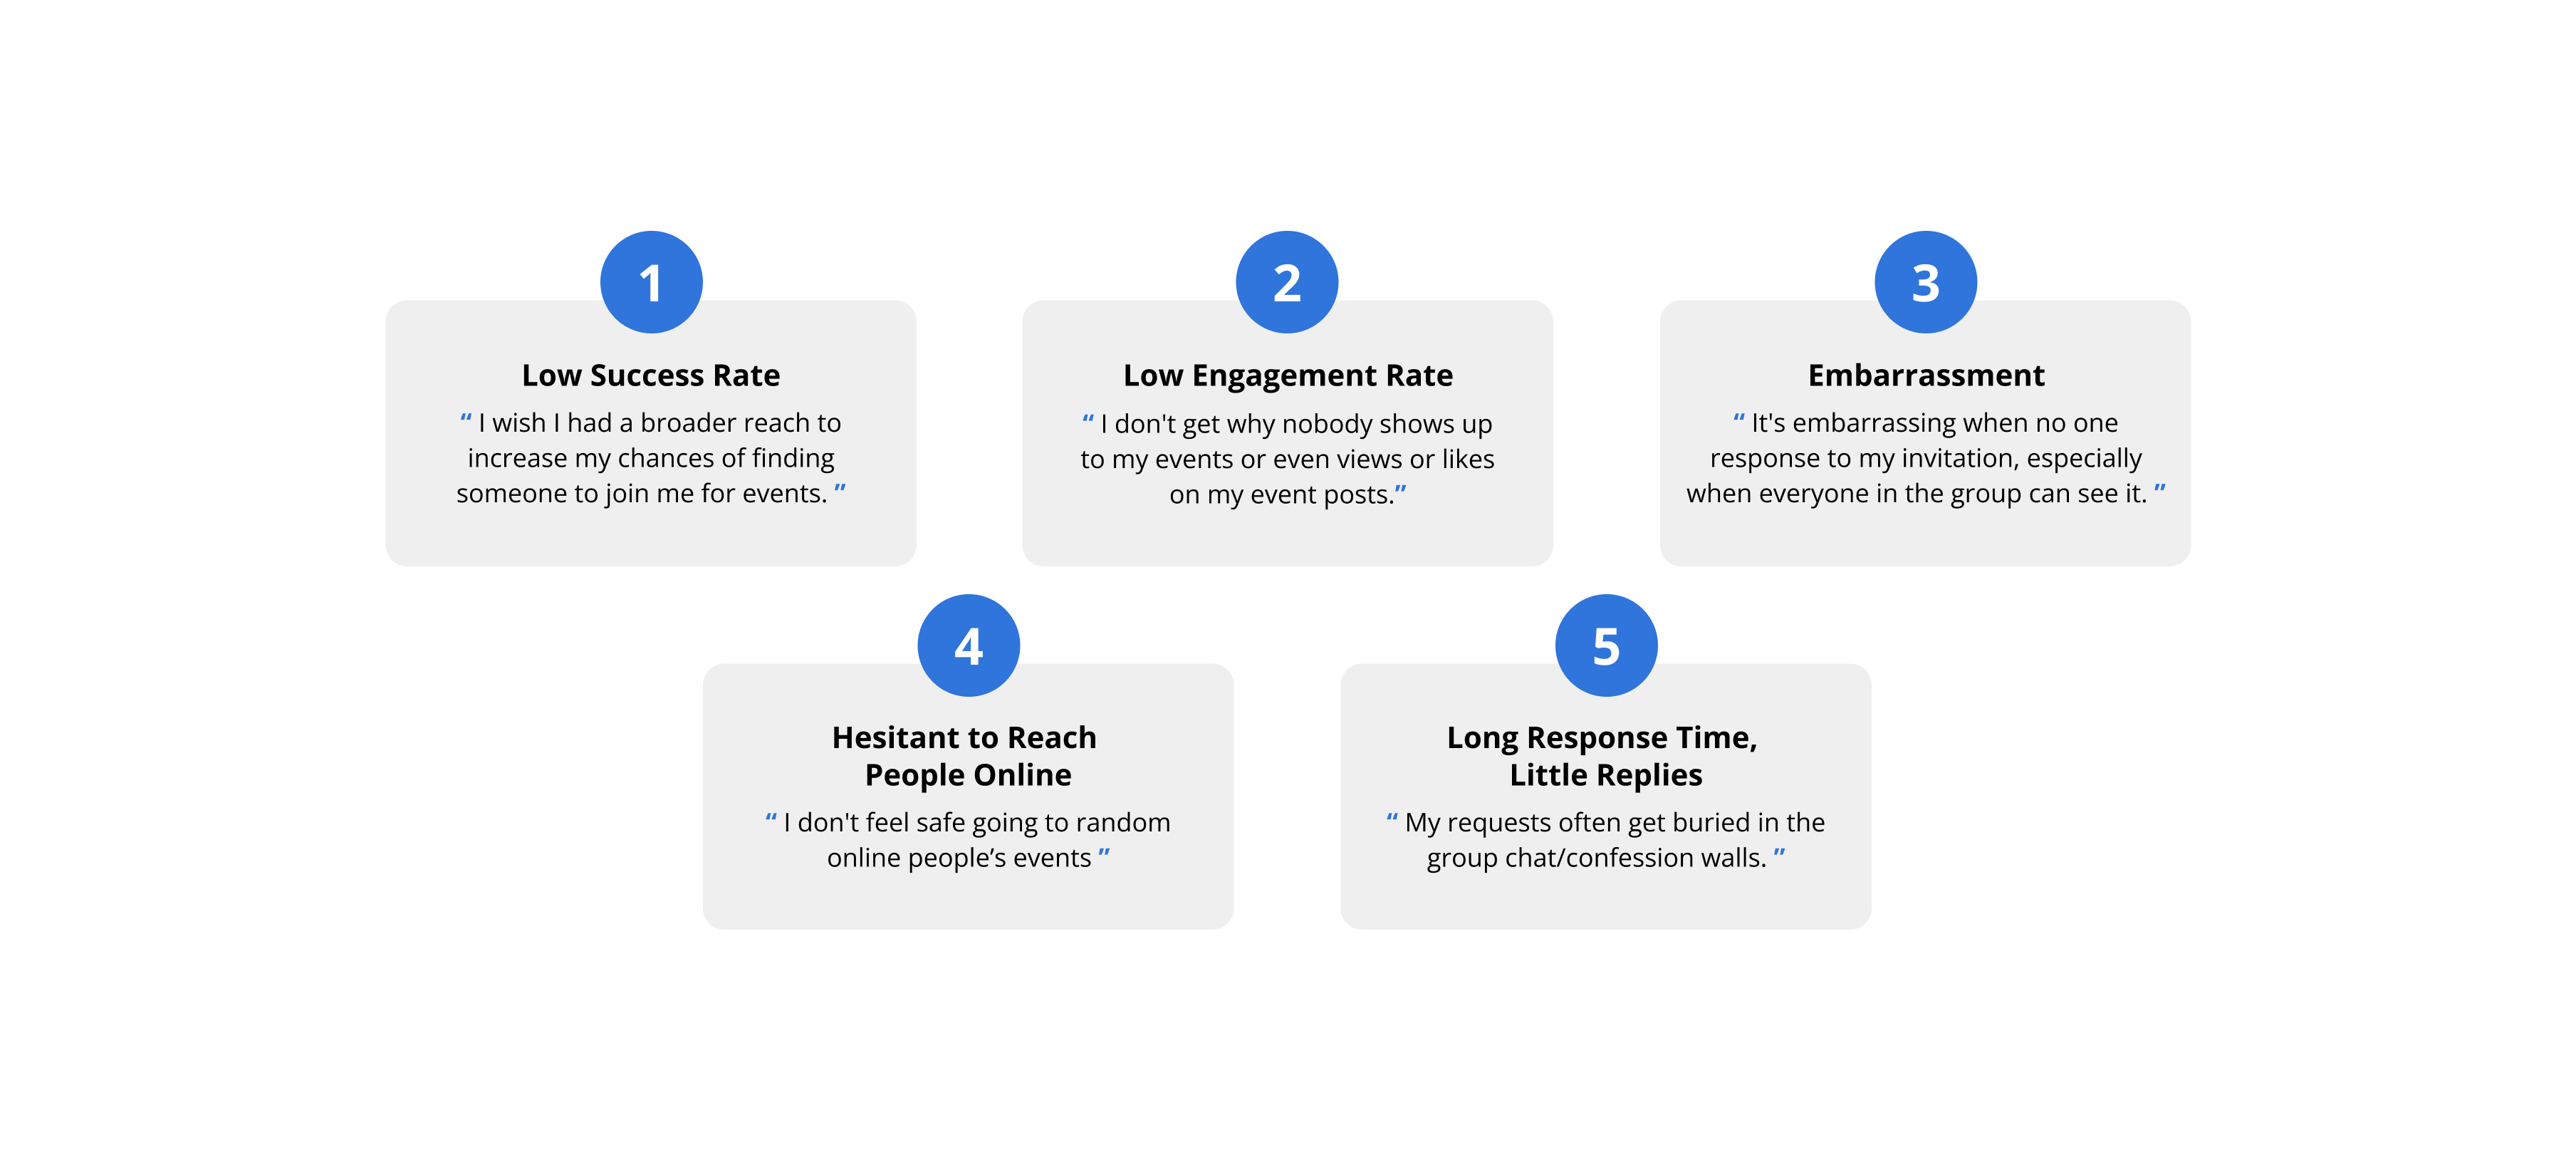 1
Low Success Rate
“ I wish I had a broader reach to
increase my chances of finding
someone to join me for events. ”
2
Low Engagement Rate
“ I don't get why nobody shows up
to my events or even views or likes
on my event posts.”
3
Embarrassment
“ It's embarrassing when no one
response to my invitation, especially
when everyone in the group can see it. ”
4
Hesitant to Reach
People Online
“ I don't feel safe going to random
online people’s events ”
5
Long Response Time,
Little Replies
“ My requests often get buried in the
group chat/confession walls. ”